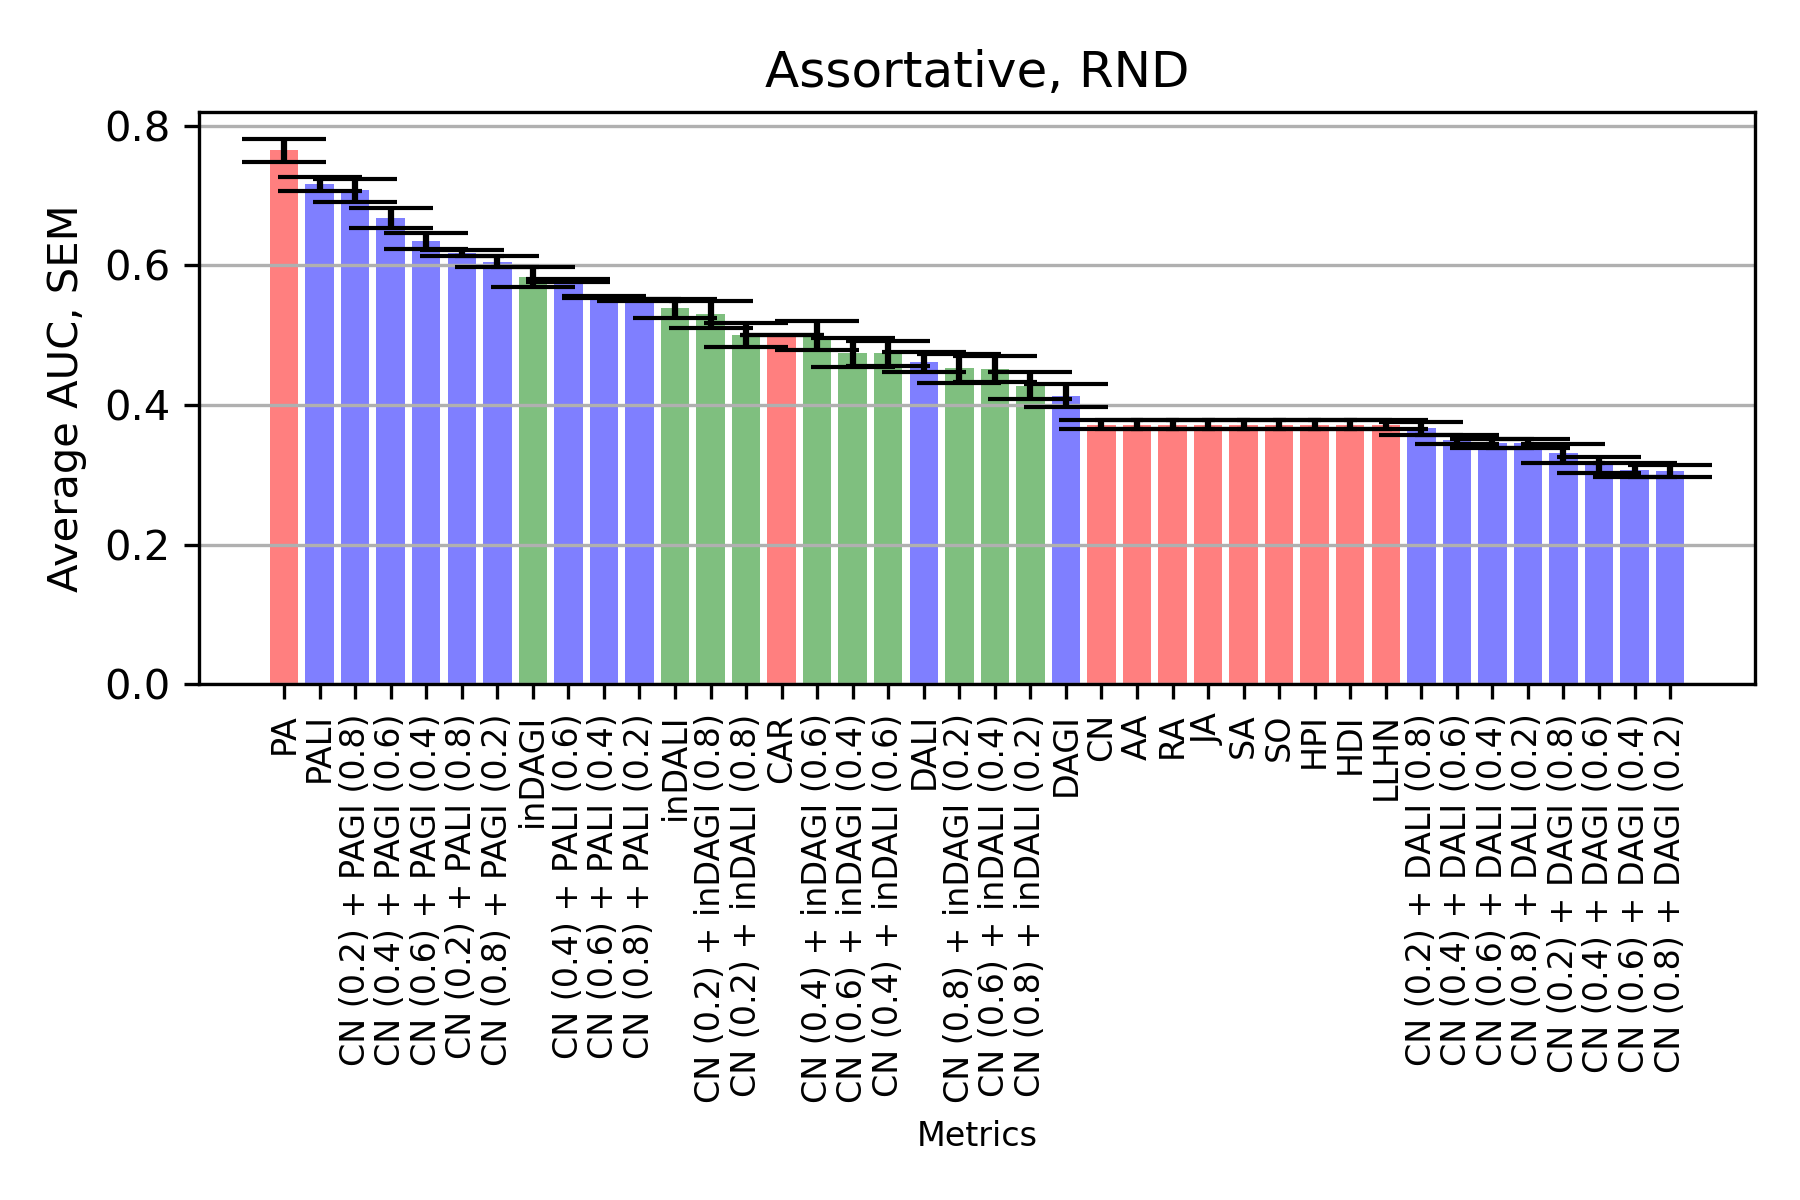 Assortative, RND
Average AUC, SEM
0.8
0.6
0.4
0.2
0.0
PA
PALI
CN (0.2) + PAGI (0.8)
CN (0.4) + PAGI (0.6)
CN (0.6) + PAGI (0.4)
CN (0.2) + PALI (0.8)
CN (0.8) + PAGI (0.2)
inDAGI
CN (0.4) + PALI (0.6)
CN (0.6) + PALI (0.4)
CN (0.8) + PALI (0.2)
inDALI
CN (0.2) + inDAGI (0.8)
CN (0.2) + inDALI (0.8)
CAR
CN (0.4) + inDAGI (0.6)
CN (0.6) + inDAGI (0.4)
CN (0.4) + inDALI (0.6)
DALI
CN (0.8) + inDAGI (0.2)
CN (0.6) + inDALI (0.4)
CN (0.8) + inDALI (0.2)
DAGI
CN
AA
RA
JA
SA
SO
HPI
HDI
LLHN
CN (0.2) + DALI (0.8)
CN (0.4) + DALI (0.6)
CN (0.6) + DALI (0.4)
CN (0.8) + DALI (0.2)
CN (0.2) + DAGI (0.8)
CN (0.4) + DAGI (0.6)
CN (0.6) + DAGI (0.4)
CN (0.8) + DAGI (0.2)
Metrics